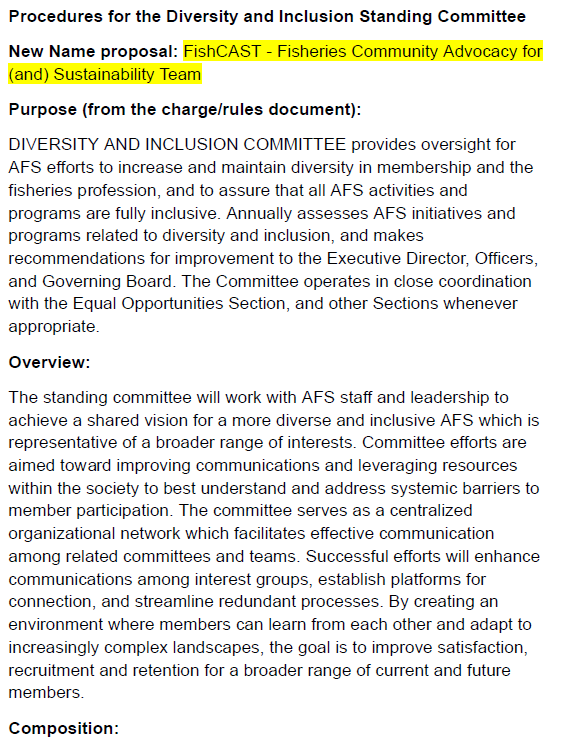 Procedures for the Diversity and Inclusion Standing Committee
New Name proposal: FishCAST - Fisheries Community Advocacy for
(and) Sustainability Team
Purpose (from the charge/rules document):
DIVERSITY AND INCLUSION COMMITTEE provides oversight for
AFS efforts to increase and maintain diversity in membership and the
fisheries profession, and to assure that all AFS activities and
programs are fully inclusive. Annually assesses AFS initiatives and
programs related to diversity and inclusion, and makes
recommendations for improvement to the Executive Director, Officers,
and Governing Board. The Committee operates in close coordination
with the Equal Opportunities Section, and other Sections whenever
appropriate.
Overview:
The standing committee will work with AFS staff and leadership to
achieve a shared vision for a more diverse and inclusive AFS which is
representative of a broader range of interests. Committee efforts are
aimed toward improving communications and leveraging resources
within the society to best understand and address systemic barriers to
member participation. The committee serves as a centralized
organizational network which facilitates effective communication
among related committees and teams. Successful efforts will enhance
communications among interest groups, establish platforms for
connection, and streamline redundant processes. By creating an
environment where members can learn from each other and adapt to
increasingly complex landscapes, the goal is to improve satisfaction,
recruitment and retention for a broader range of current and future
members.
Composition: